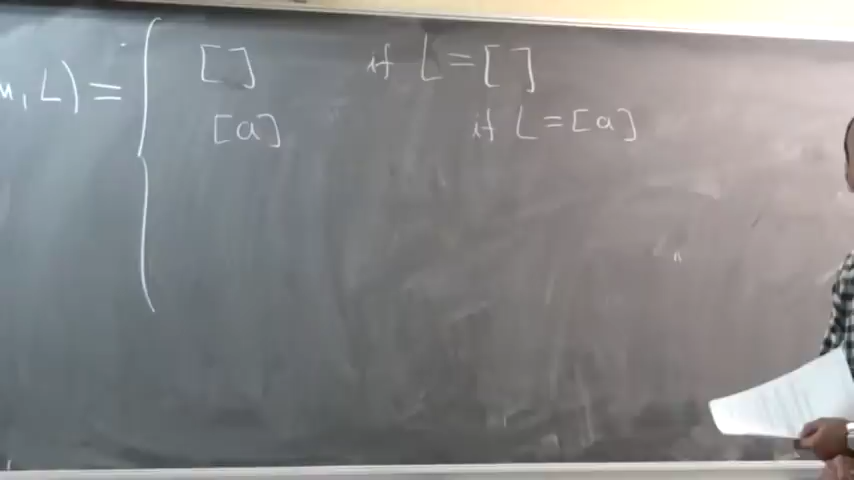 , L) = { [] if L = []
[a] if L = [a]